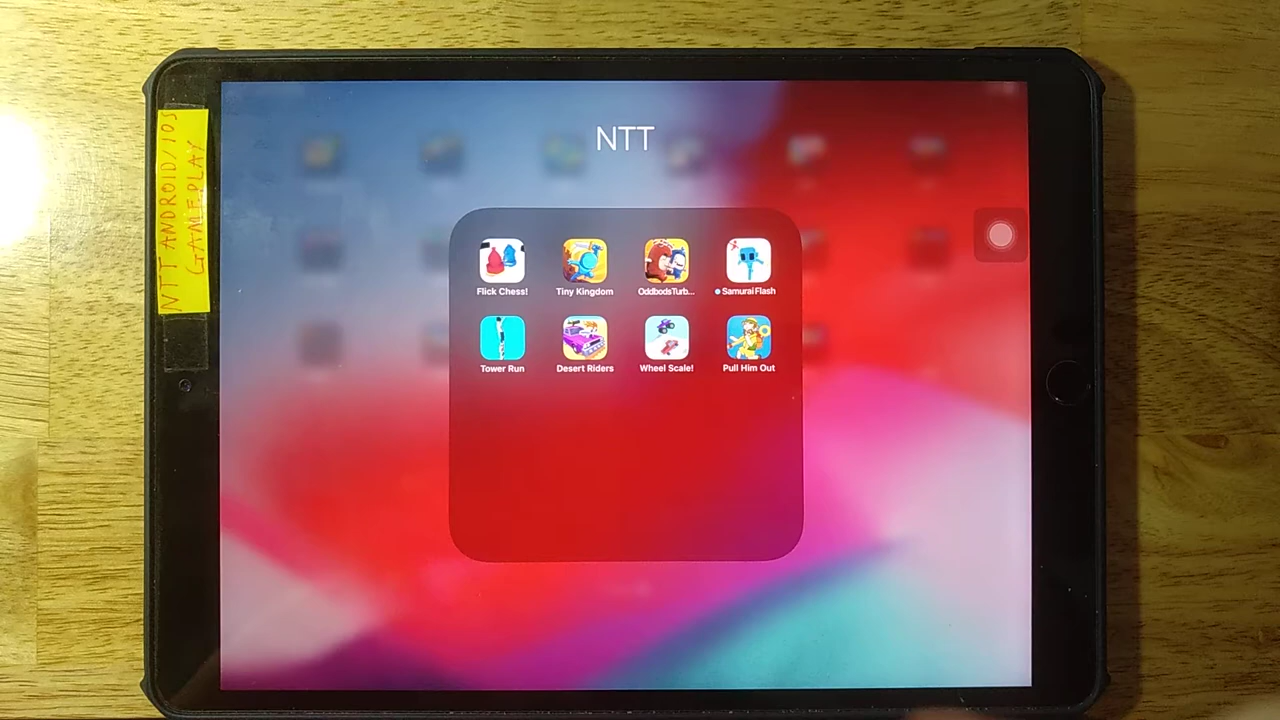 NTT ANDROID/IOS
GAMEPLAY
NTT
Flick Chess!
Tiny Kingdom
OddbodsTurb...
Samurai Flash
Tower Run
Desert Riders
Wheel Scale!
Pull Him Out